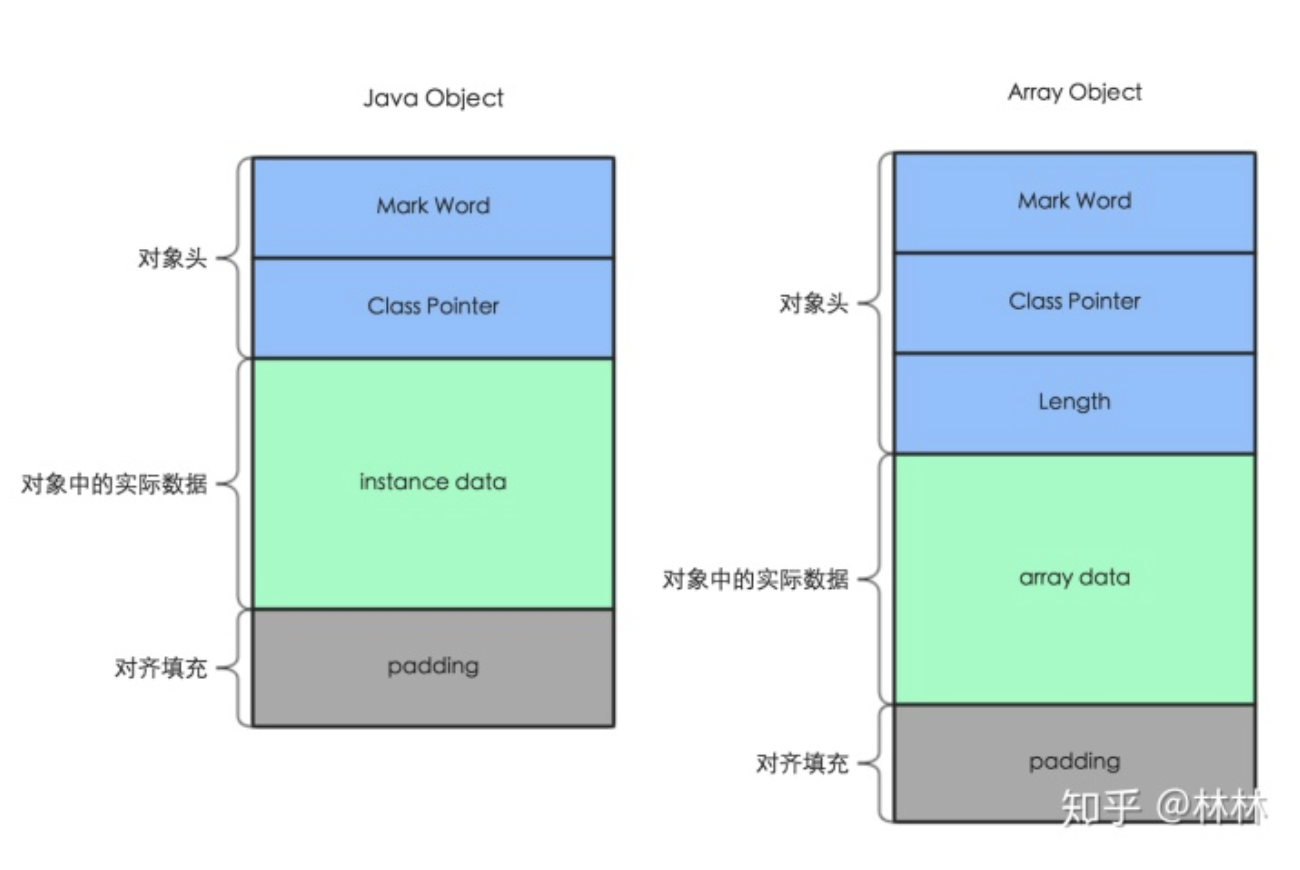 Java Object
Mark Word
对象头
Class Pointer
对象中的实际数据
instance data
对齐填充
padding
Array Object
Mark Word
对象头
Class Pointer
Length
对象中的实际数据
array data
对齐填充
padding
知乎 @林林